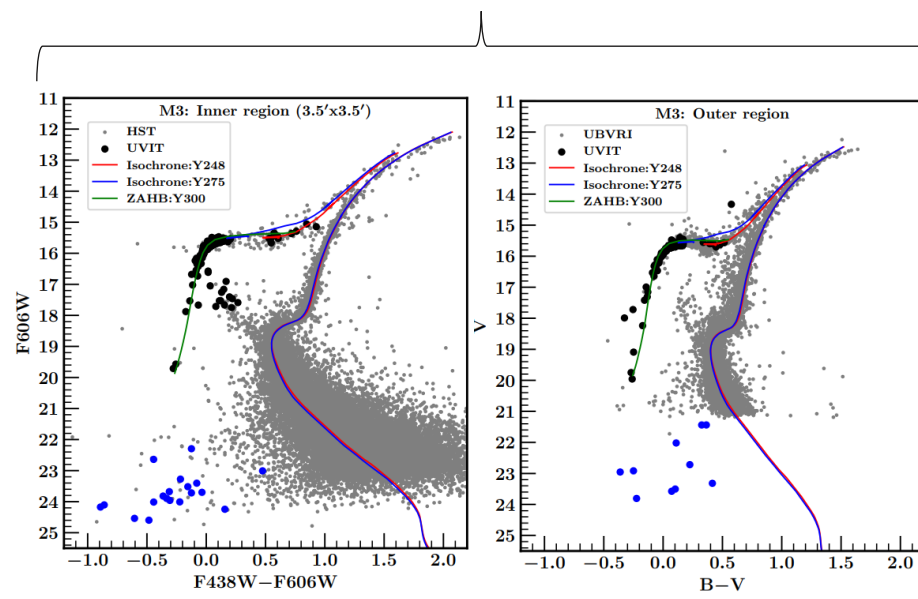 M3: Inner region (3.5′x3.5′)
HST
UVIT
Isochrone:Y248
Isochrone:Y275
ZAHB:Y300
11
12
13
14
15
16
17
18
19
20
21
22
23
24
25
F606W
−1.0
−0.5
0.0
0.5
1.0
1.5
2.0
F438W−F606W
M3: Outer region
UBVRI
UVIT
Isochrone:Y248
Isochrone:Y275
ZAHB:Y300
11
12
13
14
15
16
17
18
19
20
21
22
23
24
25
V
−1.0
−0.5
0.0
0.5
1.0
1.5
2.0
B−V